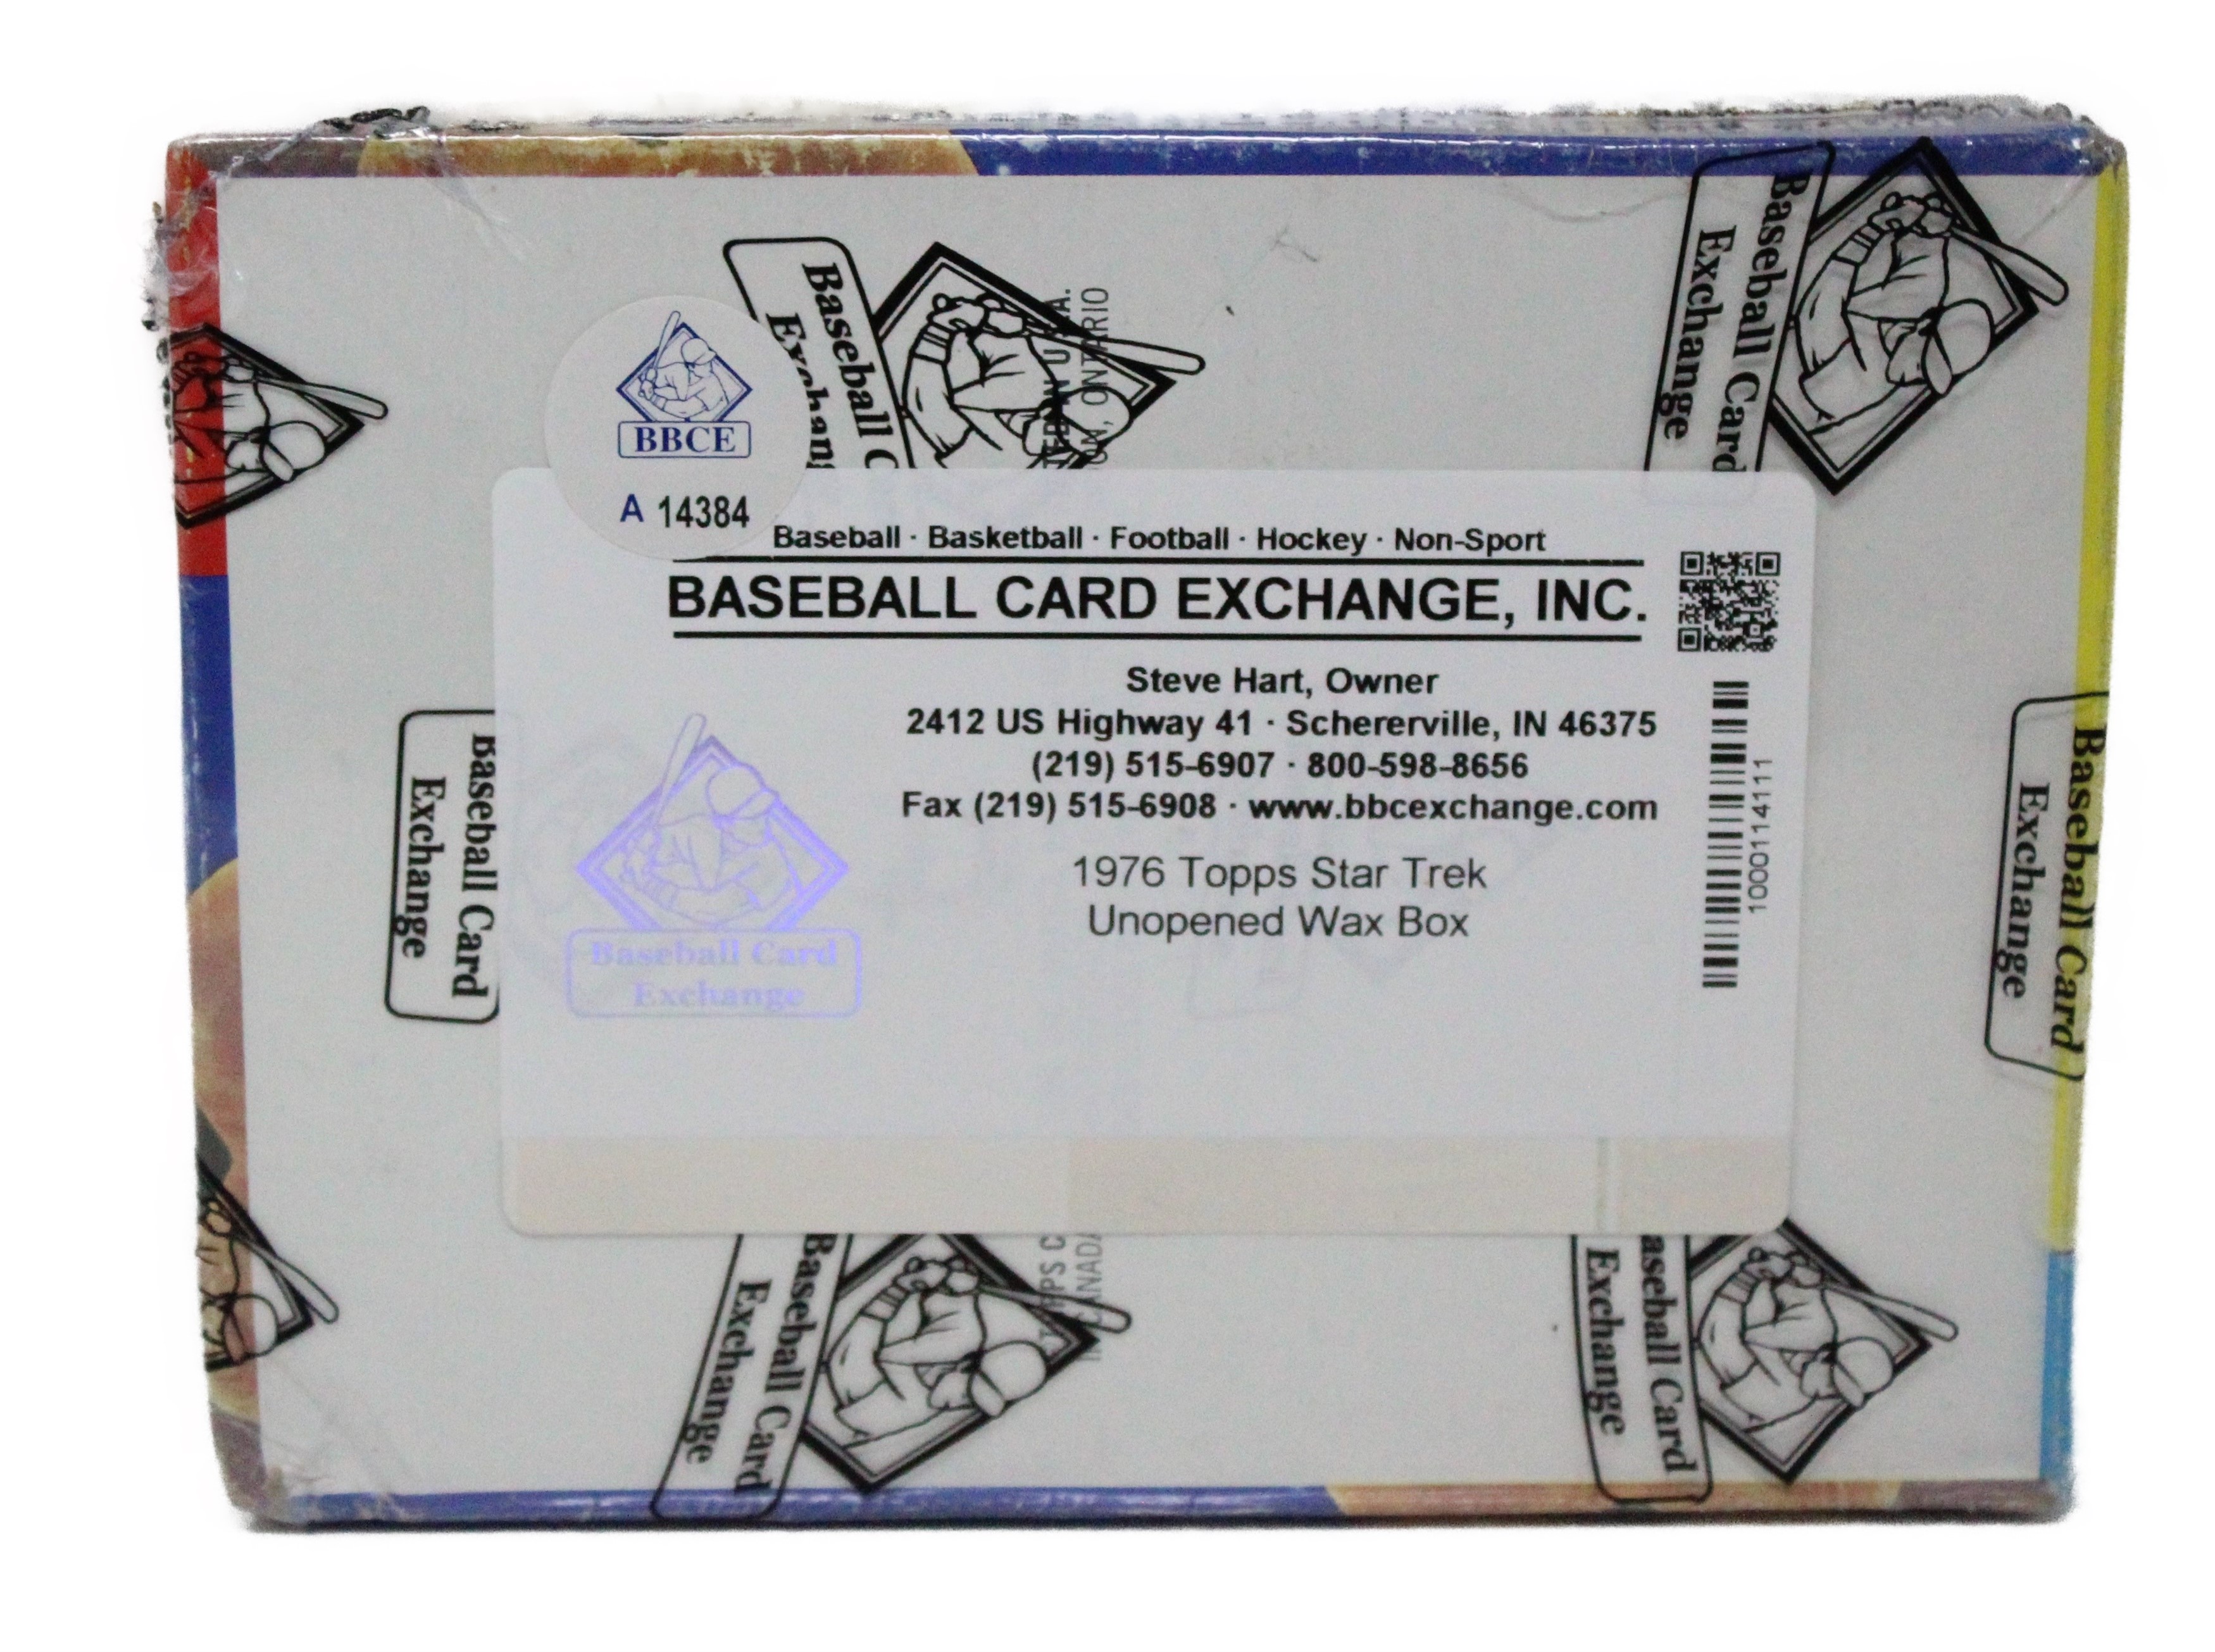 Baseball Card
Exchange
Baseball C
Exchan
A.
ONTARIO
BBCE
A 14384
Baseball · Basketball · Football · Hockey · Non-Sport
BASEBALL CARD EXCHANGE, INC.
Steve Hart, Owner
2412 US Highway 41 · Schererville, IN 46375
(219) 515-6907 · 800-598-8656
Fax (219) 515-6908 · www.bbcexchange.com
1976 Topps Star Trek
Unopened Wax Box
1000114111
Baseball Card
Exchange
Baseball Card
Exchange
Baseball Card
Exchange
Baseball Card
Exchange
aseball Card
Exchange